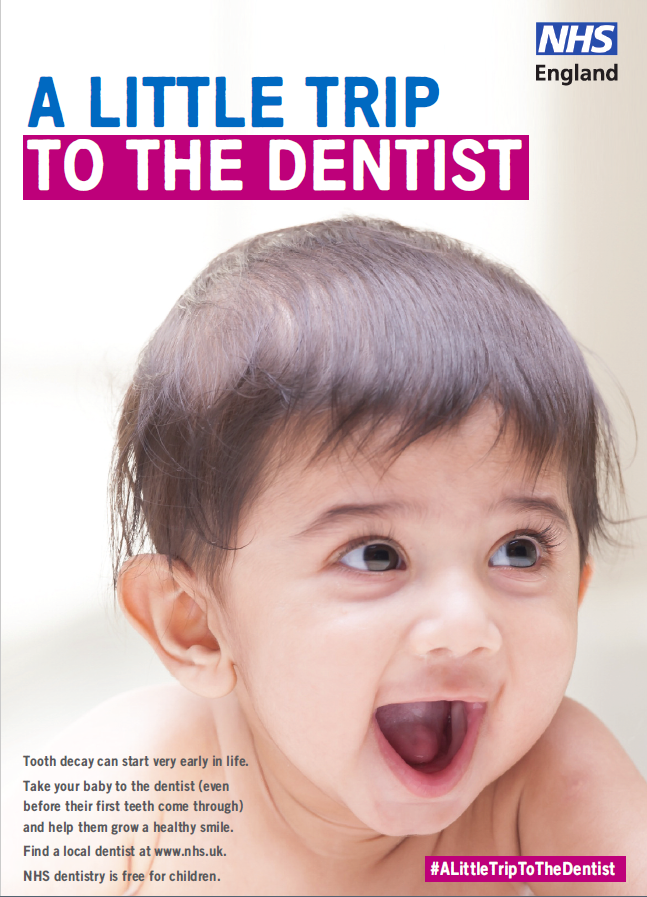 NHS
England
A LITTLE TRIP
TO THE DENTIST
Tooth decay can start very early in life.
Take your baby to the dentist (even
before their first teeth come through)
and help them grow a healthy smile.
Find a local dentist at www.nhs.uk.
NHS dentistry is free for children.
#ALittleTripToTheDentist